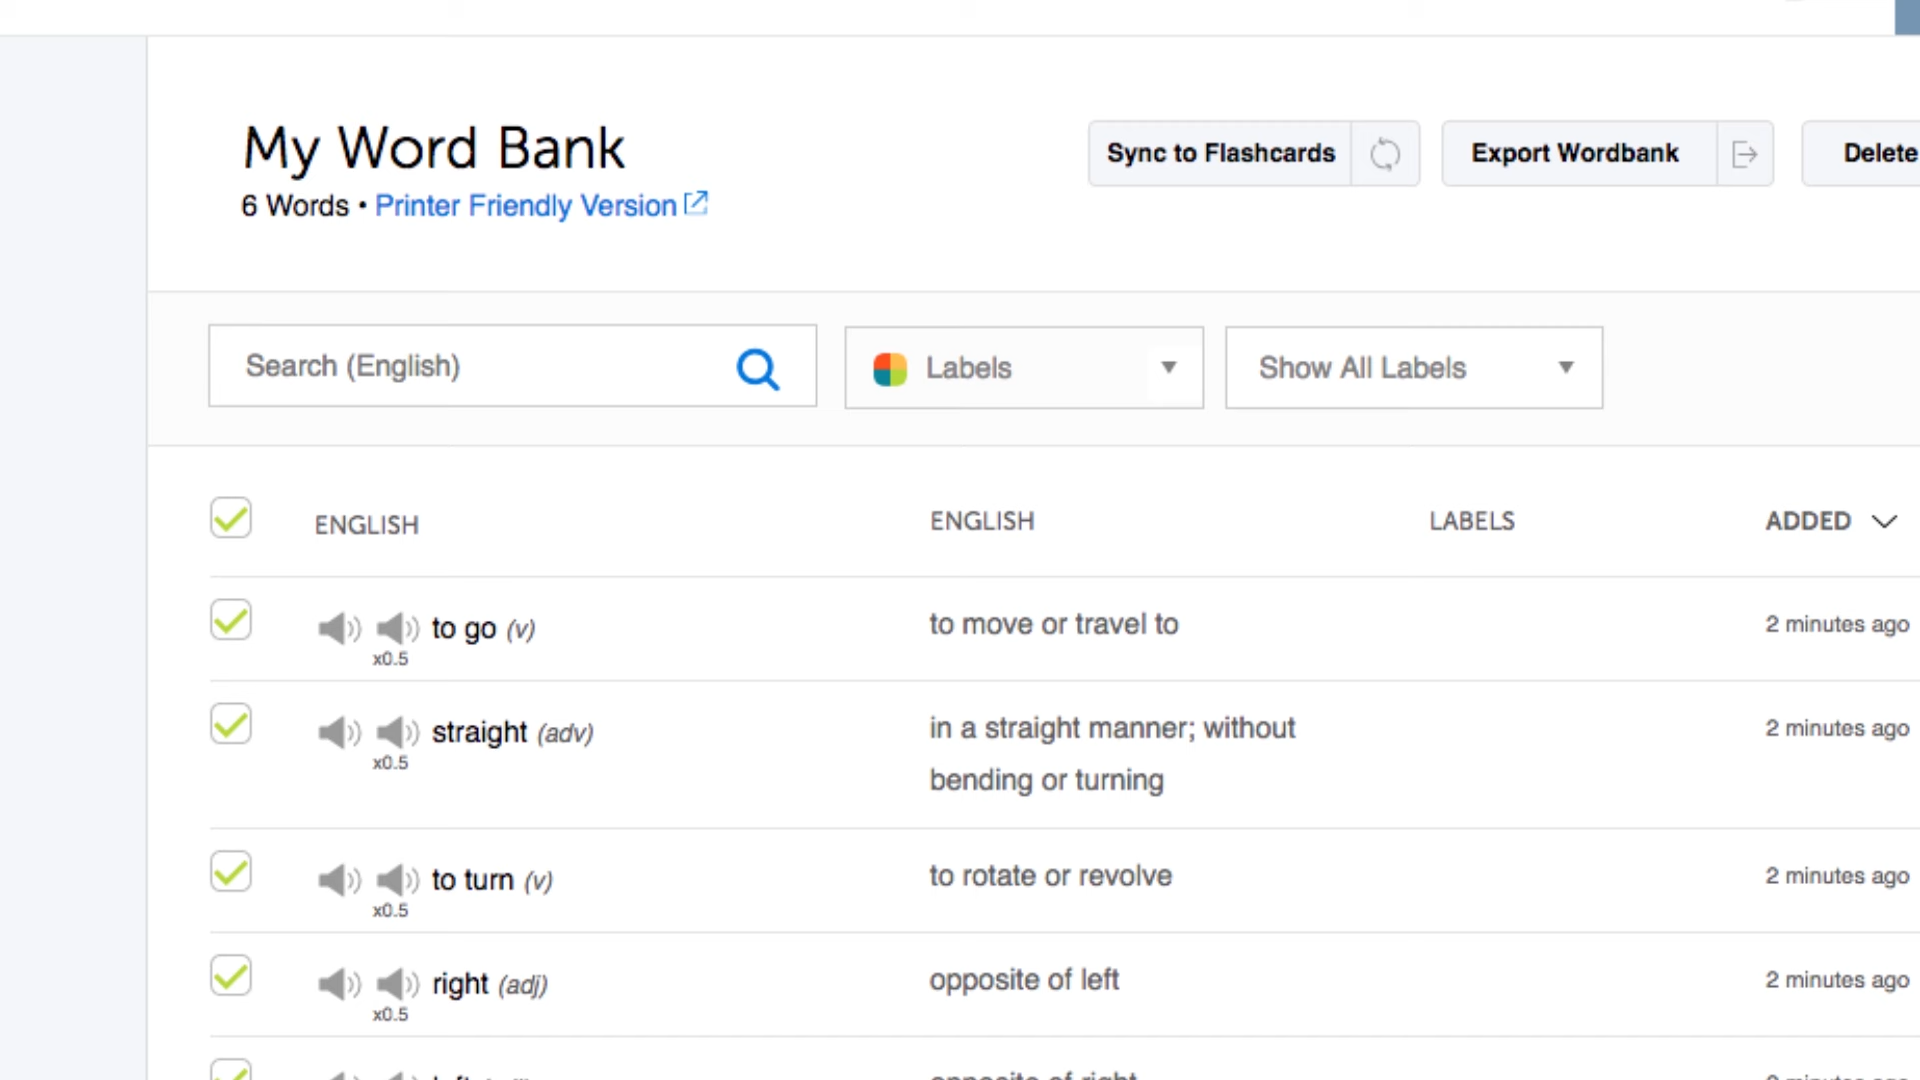 My Word Bank
6 Words • Printer Friendly Version
Sync to Flashcards
Export Wordbank
Delete
Search (English)
Labels
Show All Labels
ENGLISH ENGLISH LABELS ADDED
to go (v) to move or travel to 2 minutes ago
x0.5
straight (adv) in a straight manner; without 2 minutes ago
x0.5 bending or turning
to turn (v) to rotate or revolve 2 minutes ago
x0.5
right (adj) opposite of left 2 minutes ago
x0.5
opposite of right